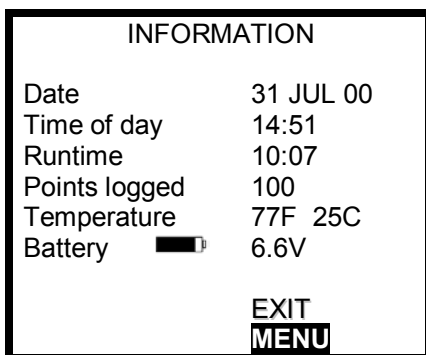 INFORMATION
Date 31 JUL 00
Time of day 14:51
Runtime 10:07
Points logged 100
Temperature 77F 25C
Battery 6.6V
EXIT
MENU